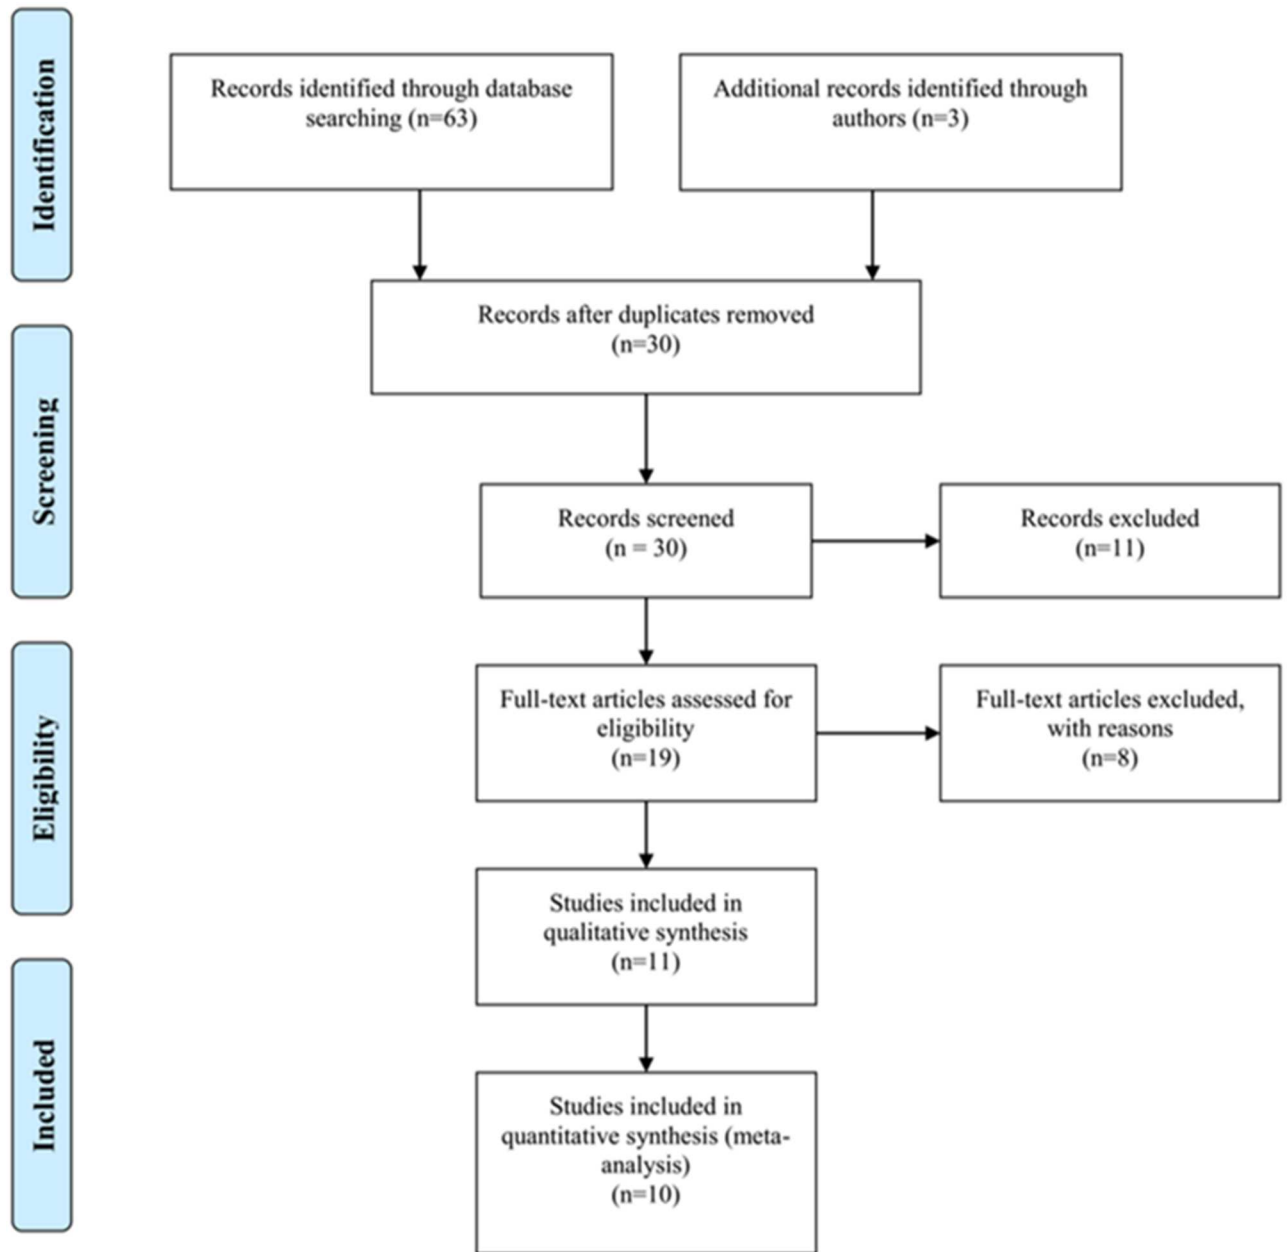 Identification
Records identified through database
searching (n=63)
Additional records identified through
authors (n=3)
Records after duplicates removed
(n=30)
Screening
Records screened
(n = 30)
Records excluded
(n=11)
Eligibility
Full-text articles assessed for
eligibility
(n=19)
Full-text articles excluded,
with reasons
(n=8)
Studies included in
qualitative synthesis
(n=11)
Included
Studies included in
quantitative synthesis (meta-
analysis)
(n=10)